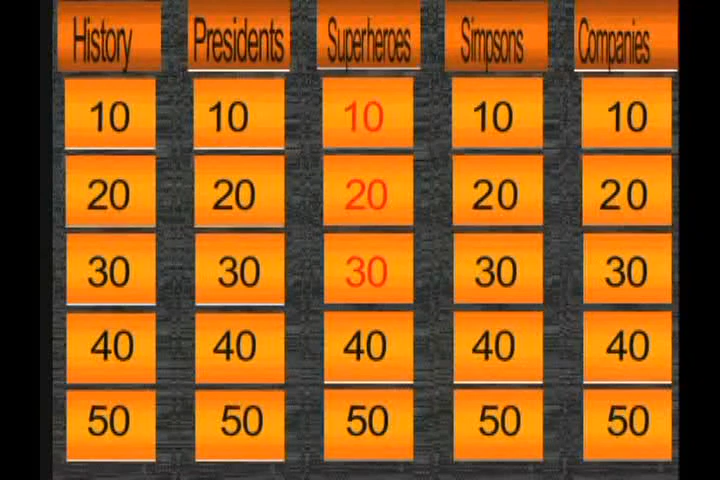 History Presidents Superheroes Simpsons Companies
10 10 10 10 10
20 20 20 20 20
30 30 30 30 30
40 40 40 40 40
50 50 50 50 50